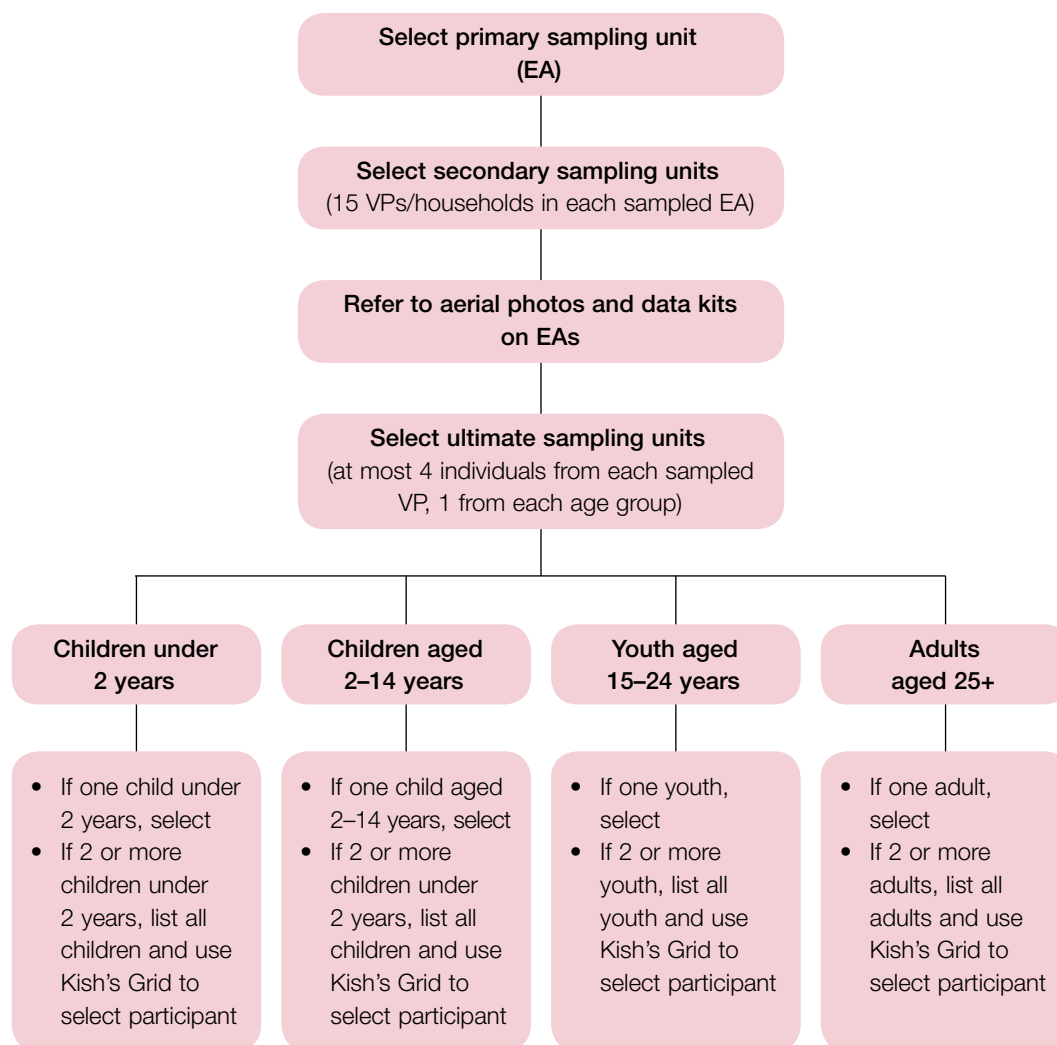 Select primary sampling unit
(EA)
Select secondary sampling units
(15 VPs/households in each sampled EA)
Refer to aerial photos and data kits
on EAs
Select ultimate sampling units
(at most 4 individuals from each sampled
VP, 1 from each age group)
Children under
2 years
Children aged
2–14 years
Youth aged
15–24 years
Adults
aged 25+
• If one child under
2 years, select
• If 2 or more
children under
2 years, list all
children and use
Kish's Grid to
select participant
• If one child aged
2–14 years, select
• If 2 or more
children under
2 years, list all
children and use
Kish's Grid to
select participant
• If one youth,
select
• If 2 or more
youth, list all
youth and use
Kish's Grid to
select participant
• If one adult,
select
• If 2 or more
adults, list all
adults and use
Kish's Grid to
select participant